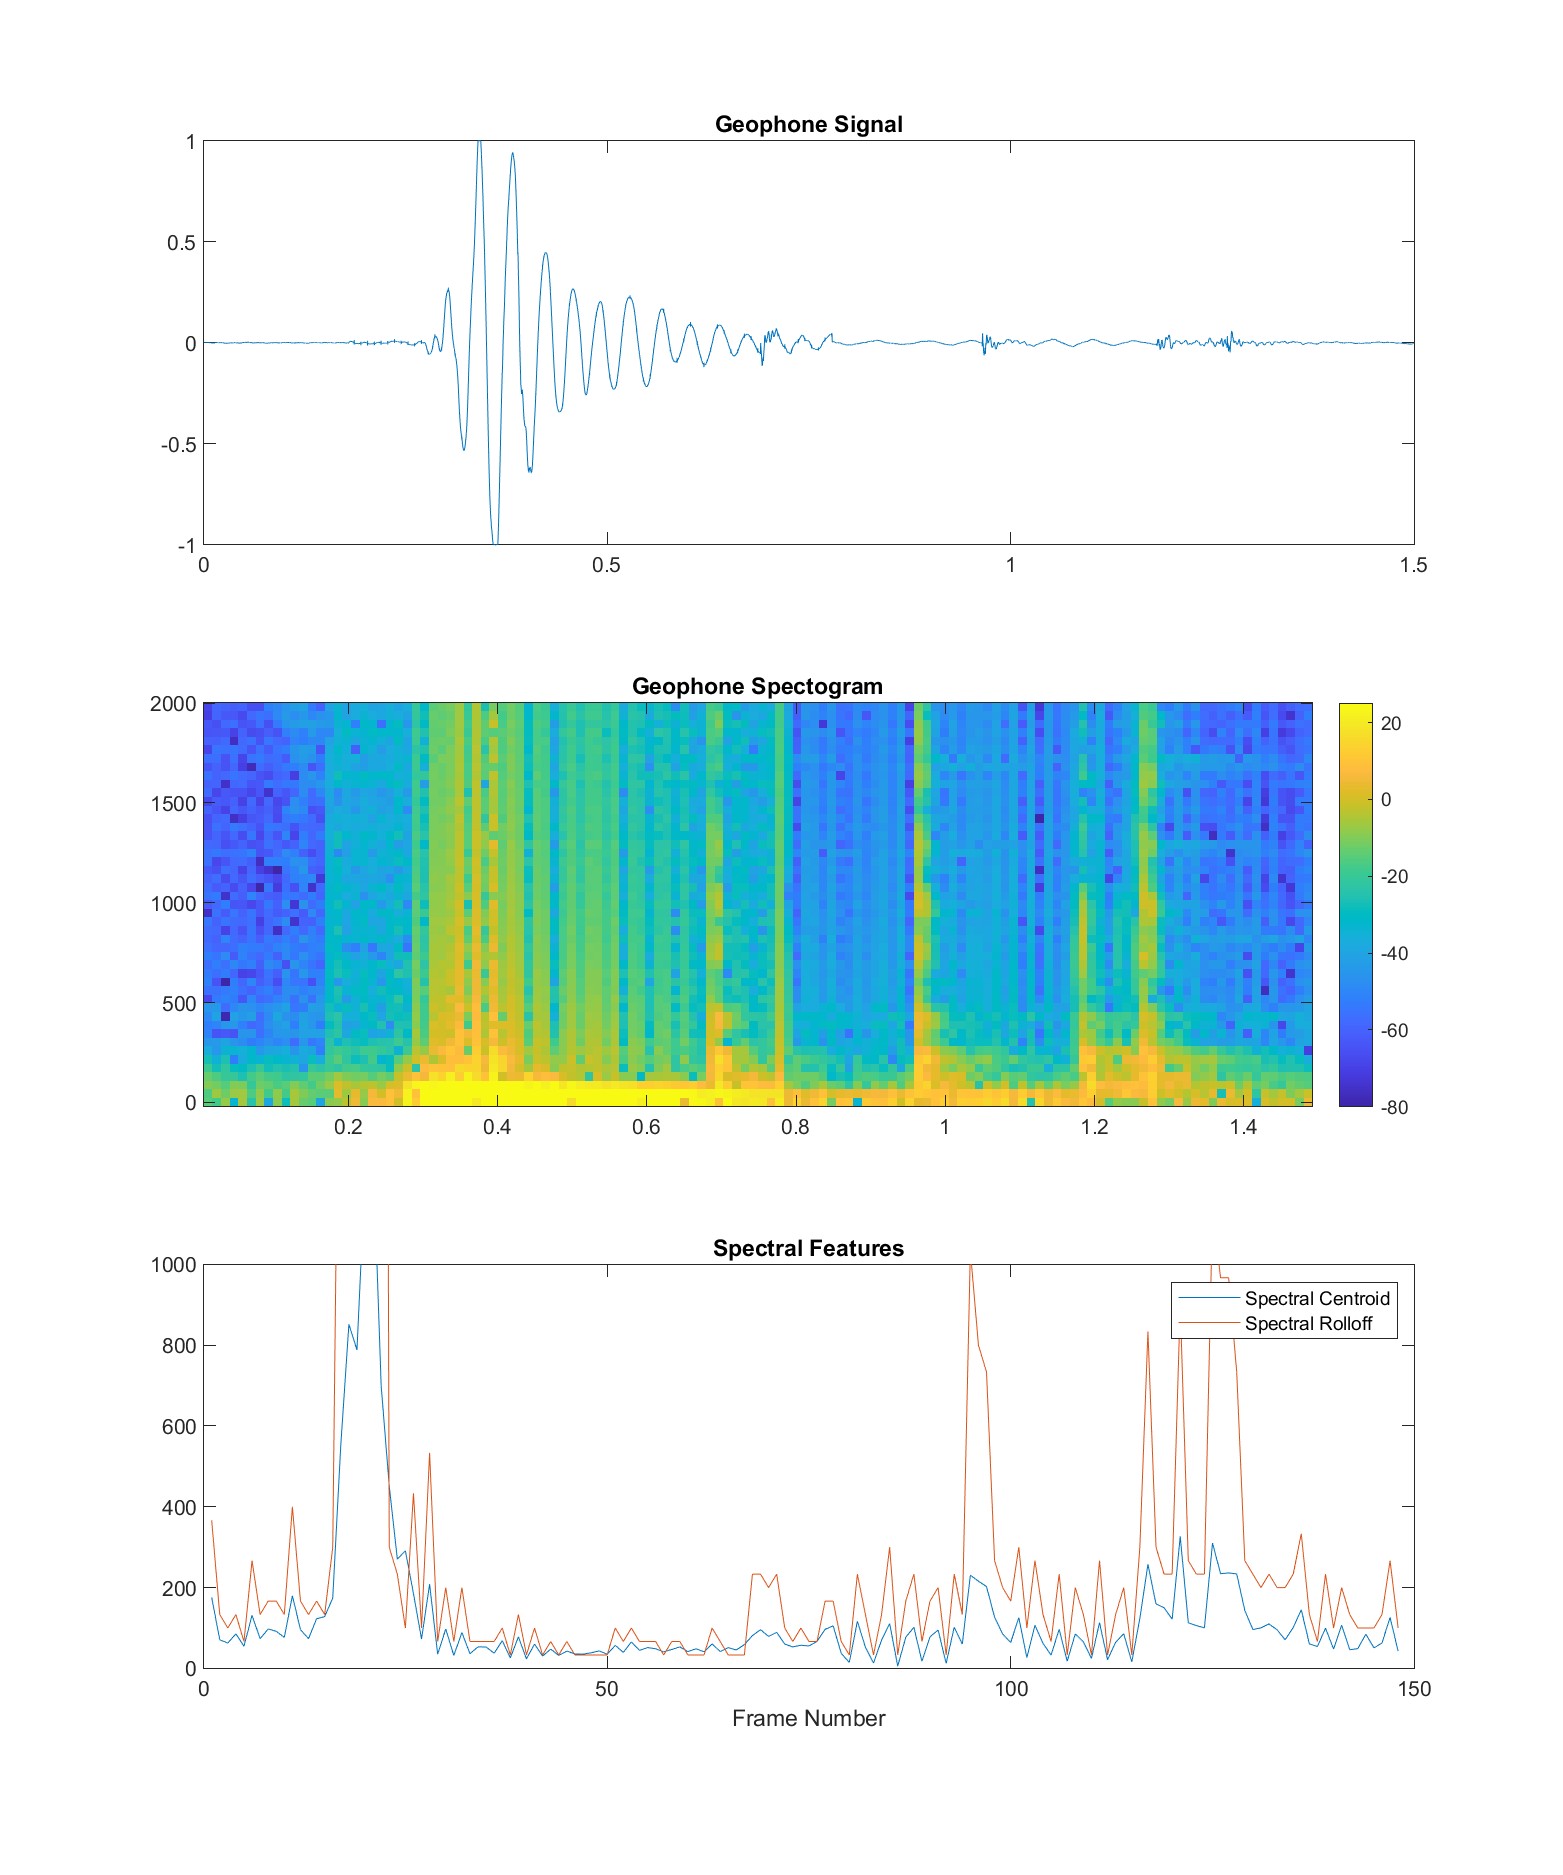 Geophone Signal
1
0.5
0
-0.5
-1
0 0.5 1 1.5
Geophone Spectogram
2000
1500
1000
500
0
0.2 0.4 0.6 0.8 1 1.2 1.4
20
0
-20
-40
-60
-80
Spectral Features
1000
800
600
400
200
0
Spectral Centroid
Spectral Rolloff
0 50 100 150
Frame Number